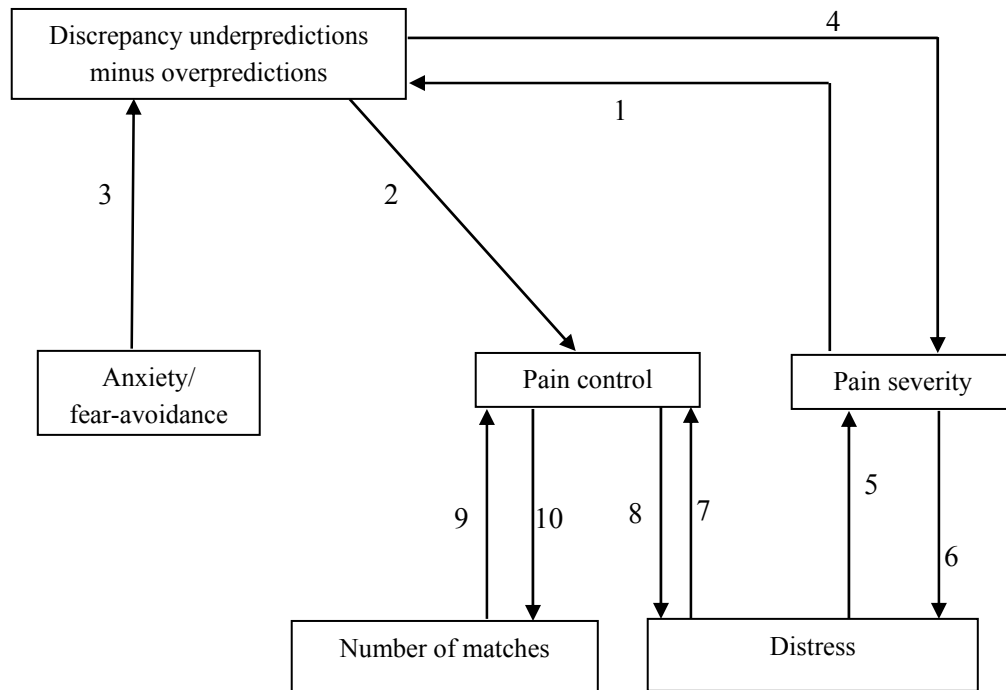 Discrepancy underpredictions
minus overpredictions
4
1
3
2
Anxiety/
fear-avoidance
Pain control
Pain severity
9
10
8
7
5
6
Number of matches
Distress